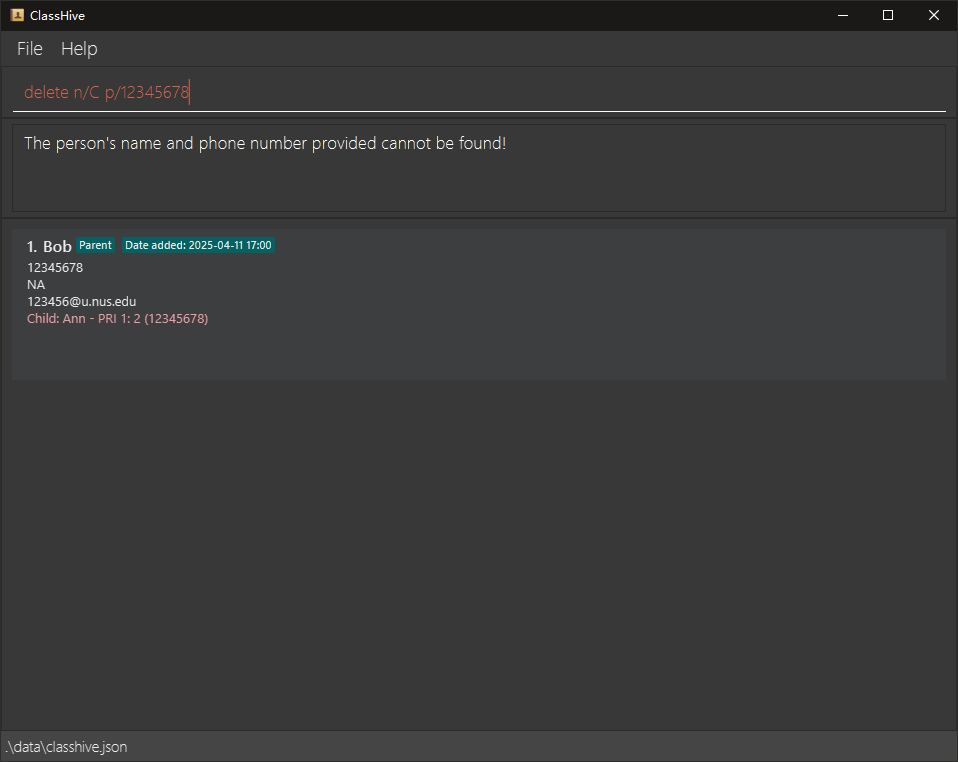 ClassHive
File Help
delete n/C p/12345678
The person's name and phone number provided cannot be found!
1. Bob Parent Date added: 2025-04-11 17:00
12345678
NA
123456@u.nus.edu
Child: Ann - PRI 1: 2 (12345678)
.\data\classhive.json